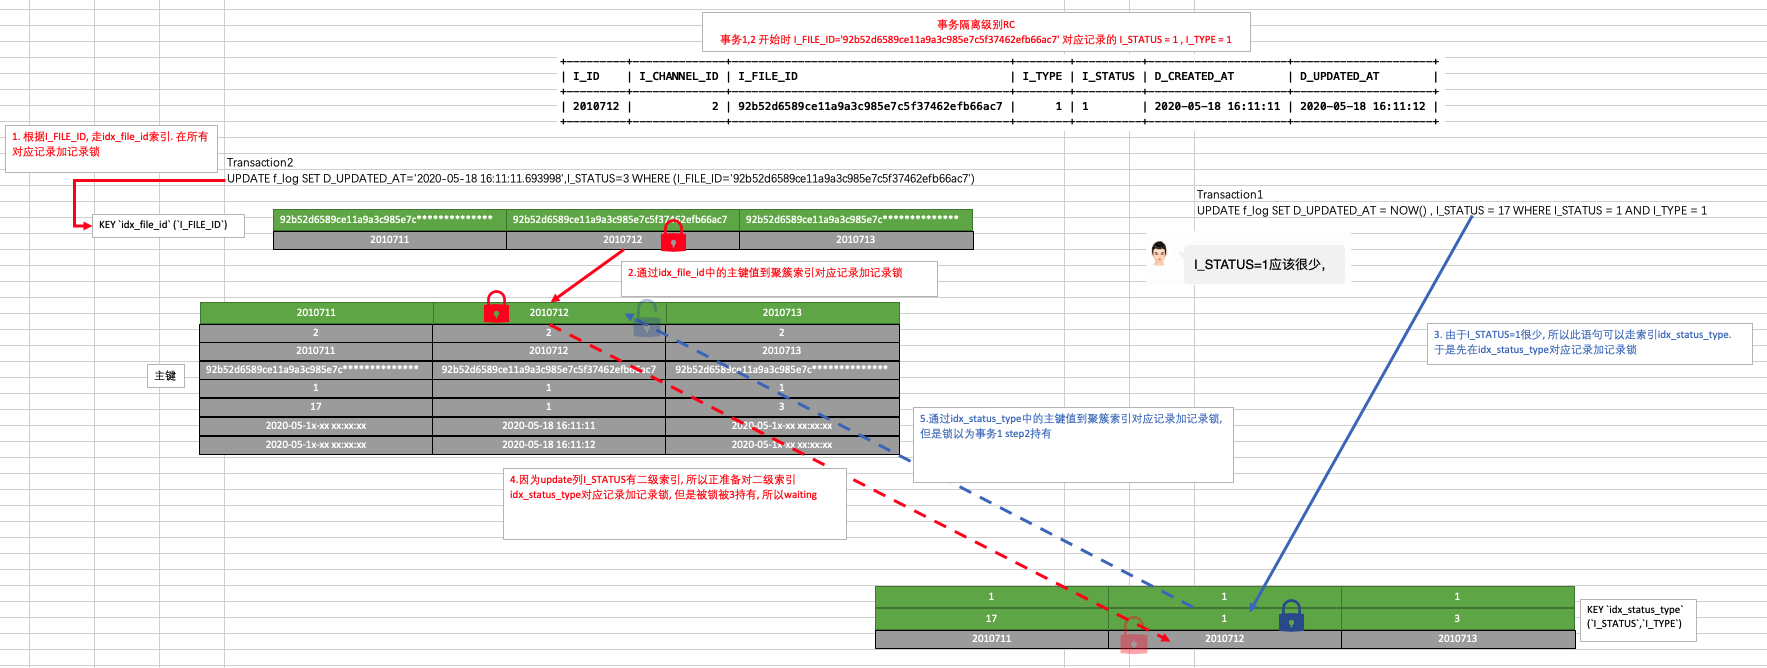 事务隔离级别RC
事务1,2 开始时 I_FILE_ID='92b52d6589ce11a9a3c985e7c5f37462efb66ac7' 对应记录的 I_STATUS = 1 , I_TYPE = 1
| I_ID | I_CHANNEL_ID | I_FILE_ID | I_TYPE | I_STATUS | D_CREATED_AT | D_UPDATED_AT |
| 2010712 | 2 | 92b52d6589ce11a9a3c985e7c5f37462efb66ac7 | 1 | 1 | 2020-05-18 16:11:11 | 2020-05-18 16:11:12 |
1. 根据I_FILE_ID, 走idx_file_id索引. 在所有
对应记录加记录锁
Transaction2
UPDATE f_log SET D_UPDATED_AT='2020-05-18 16:11:11.693998',I_STATUS=3 WHERE (I_FILE_ID='92b52d6589ce11a9a3c985e7c5f37462efb66ac7')
Transaction1
UPDATE f_log SET D_UPDATED_AT = NOW() , I_STATUS = 17 WHERE I_STATUS = 1 AND I_TYPE = 1
KEY `idx_file_id` (`I_FILE_ID`)
92b52d6589ce11a9a3c985e7c************** 92b52d6589ce11a9a3c985e7c5f37462efb66ac7 92b52d6589ce11a9a3c985e7c**************
2010711 2010712 2010713
I_STATUS=1应该很少,
2.通过idx_file_id中的主键值到聚簇索引对应记录加记录锁
2010711 2010712 2010713
2 2 2
2010711 2010712 2010713
主键
92b52d6589ce11a9a3c985e7c************** 92b52d6589ce11a9a3c985e7c5f37462efb66ac7 92b52d6589ce11a9a3c985e7c**************
1 1 1
17 1 3
2020-05-1x-xx xx:xx:xx 2020-05-18 16:11:11 2020-05-1x-xx xx:xx:xx
2020-05-1x-xx xx:xx:xx 2020-05-18 16:11:12 2020-05-1x-xx xx:xx:xx
3. 由于I_STATUS=1很少, 所以此语句可以走索引idx_status_type.
于是先在idx_status_type对应记录加记录锁
5.通过idx_status_type中的主键值到聚簇索引对应记录加记录锁,
但是锁以为事务1 step2持有
4.因为update列I_STATUS有二级索引, 所以正准备对二级索引
idx_status_type对应记录加记录锁, 但是被锁被3持有, 所以waiting
1 1 1
17 1 3
2010711 2010712 2010713
KEY `idx_status_type`
(`I_STATUS`,`I_TYPE`)